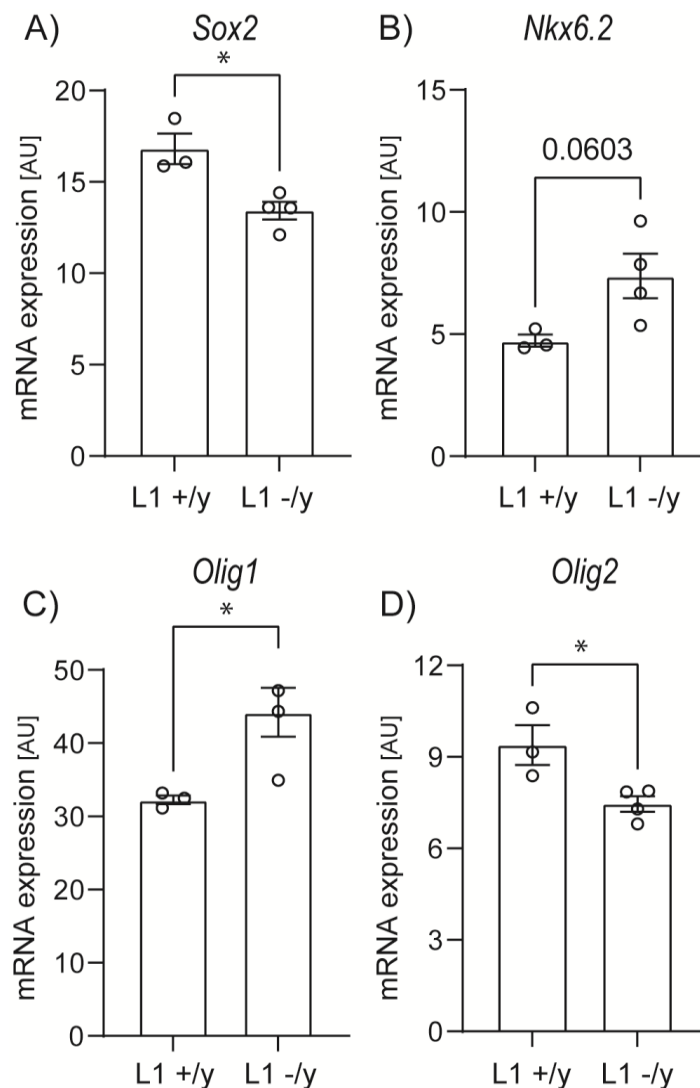 A)
Sox2
*
mRNA expression [AU]
20
15
10
5
0
L1 +/y
L1 -/y
B)
Nkx6.2
0.0603
mRNA expression [AU]
15
10
5
0
L1 +/y
L1 -/y
C)
Olig1
*
mRNA expression [AU]
50
40
30
20
10
0
L1 +/y
L1 -/y
D)
Olig2
*
mRNA expression [AU]
12
9
6
3
0
L1 +/y
L1 -/y